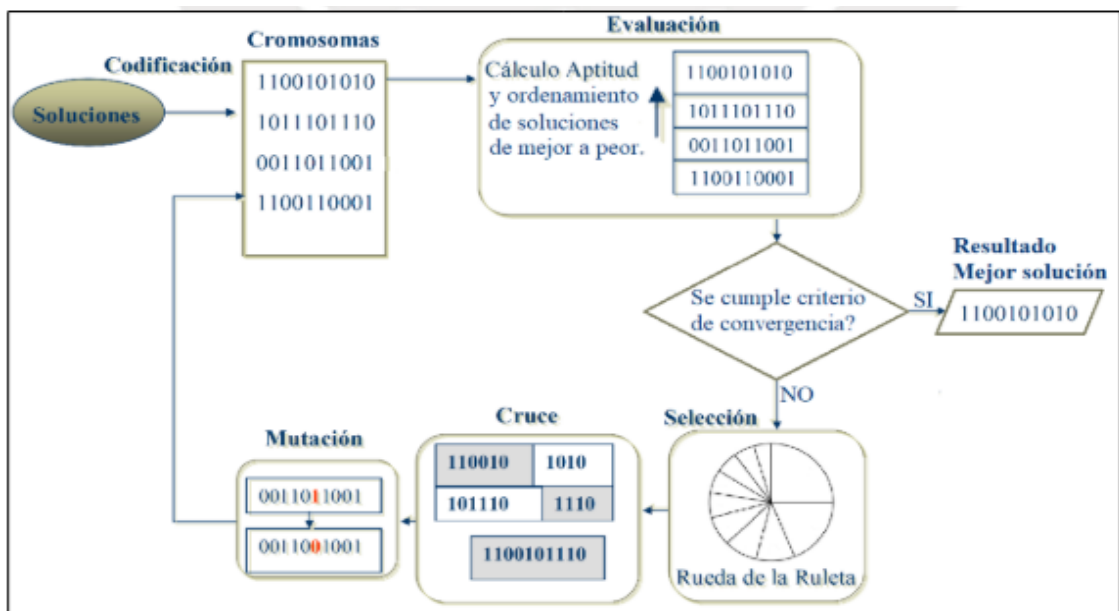 Codificación
Soluciones
Cromosomas
1100101010
1011101110
0011011001
1100110001
Evaluación
Cálculo Aptitud
y ordenamiento
de soluciones
de mejor a peor.
1100101010
1011101110
0011011001
1100110001
Se cumple criterio
de convergencia?
SI
Resultado
Mejor solución
1100101010
NO
Selección
Rueda de la Ruleta
Cruce
110010 1010
101110 1110
1100101110
Mutación
0011011001
0011001001